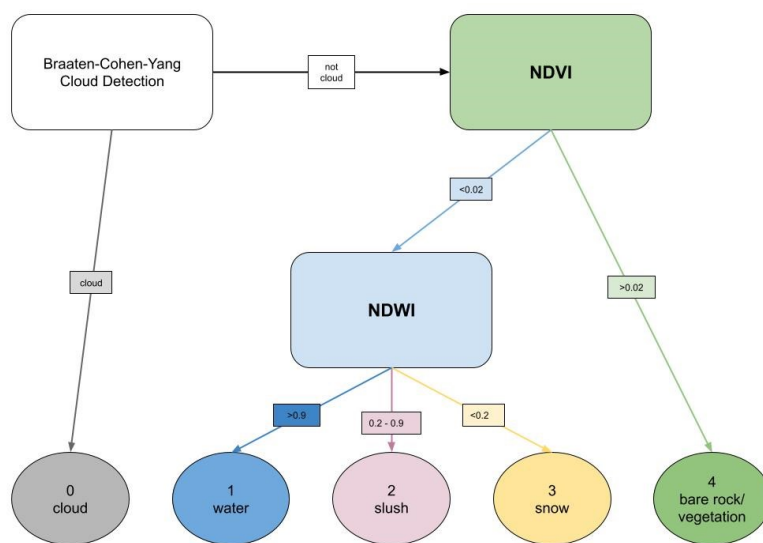 Braaten-Cohen-Yang
Cloud Detection
not
cloud
NDVI
<0.02
cloud
NDWI
>0.02
>0.9
0.2 - 0.9
<0.2
0
cloud
1
water
2
slush
3
snow
4
bare rock/
vegetation